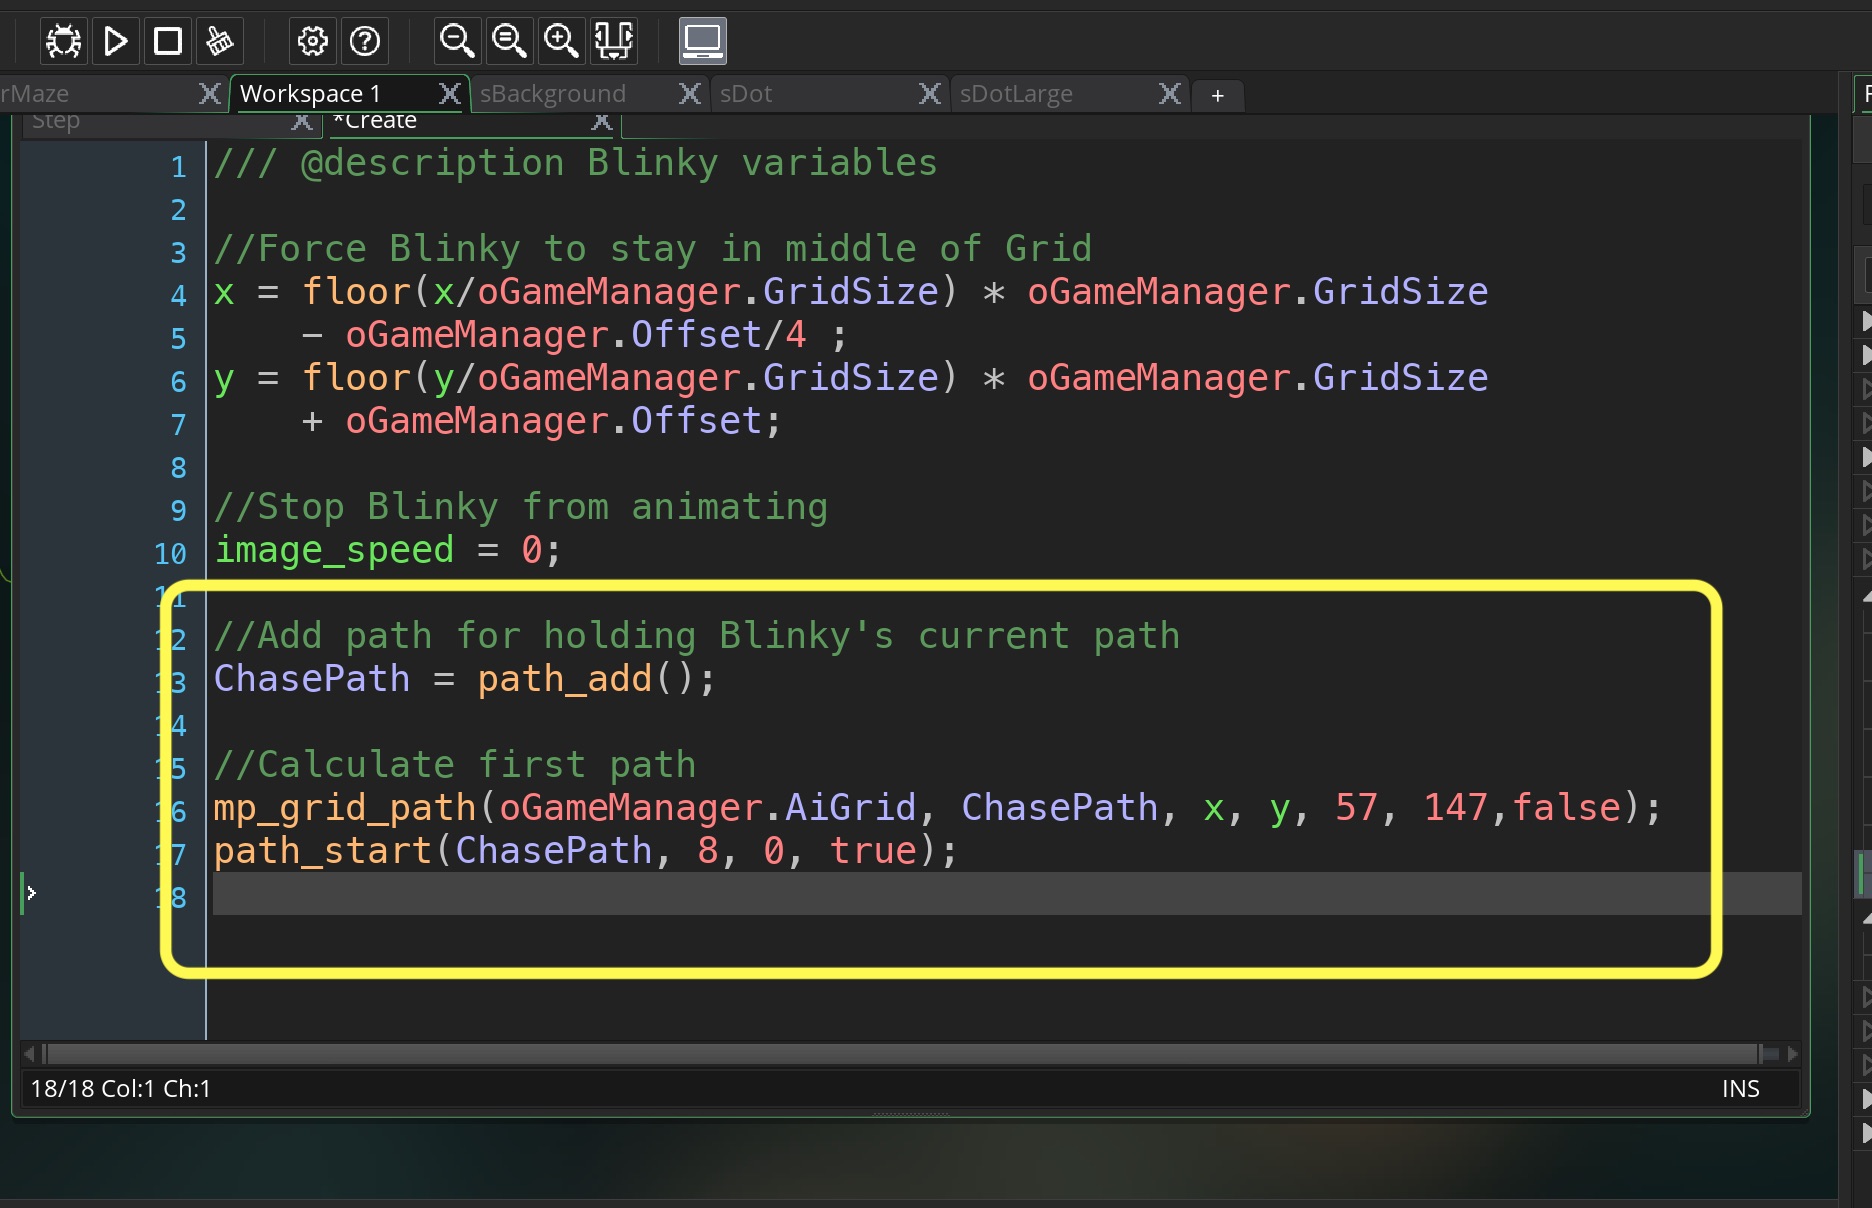 rMaze
Workspace 1
sBackground
sDot
sDotLarge
+
Step
*Create
1 /// @description Blinky variables
2
3 //Force Blinky to stay in middle of Grid
4 x = floor(x/oGameManager.GridSize) * oGameManager.GridSize
5     - oGameManager.Offset/4 ;
6 y = floor(y/oGameManager.GridSize) * oGameManager.GridSize
7     + oGameManager.Offset;
8
9 //Stop Blinky from animating
10 image_speed = 0;
11
12 //Add path for holding Blinky's current path
13 ChasePath = path_add();
14
15 //Calculate first path
16 mp_grid_path(oGameManager.AiGrid, ChasePath, x, y, 57, 147,false);
17 path_start(ChasePath, 8, 0, true);
18
18/18 Col:1 Ch:1
INS